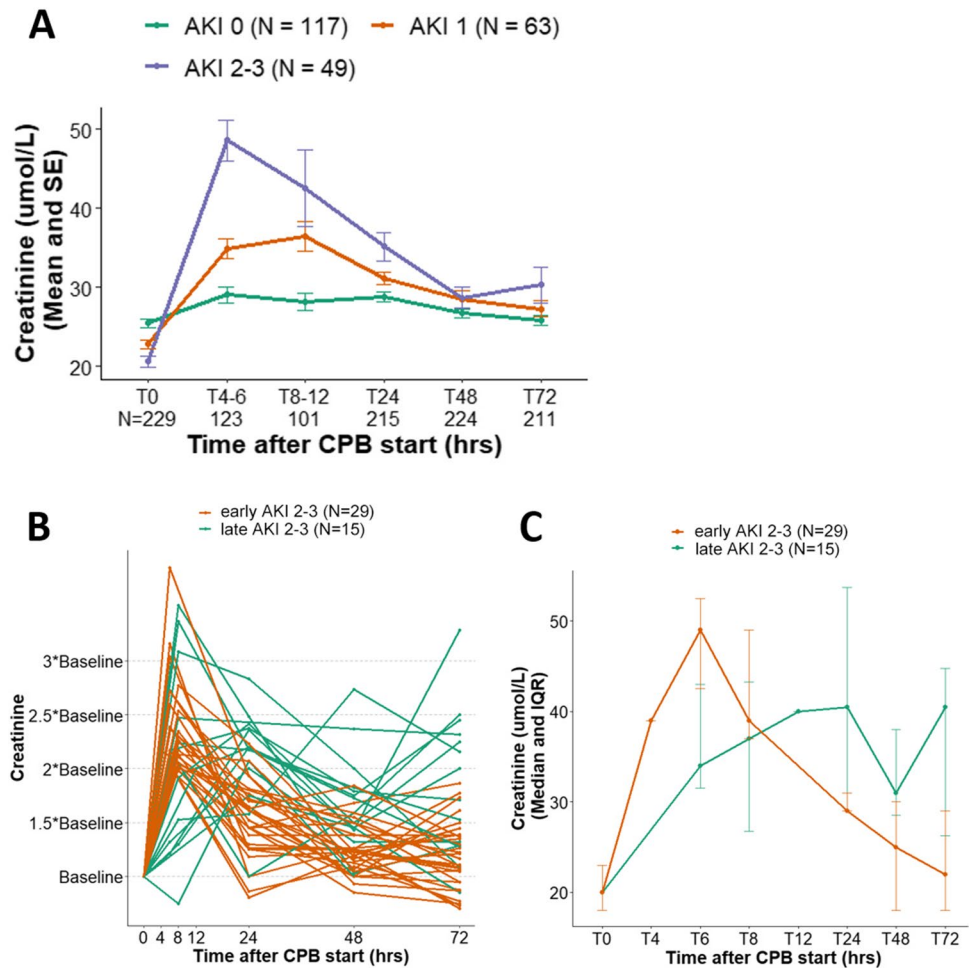 A
AKI 0 (N = 117) AKI 1 (N = 63)
AKI 2-3 (N = 49)
Creatinine (umol/L)
(Mean and SE)
50
40
30
20
T0 T4-6 T8-12 T24 T48 T72
N=229 123 101 215 224 211
Time after CPB start (hrs)
B
early AKI 2-3 (N=29)
late AKI 2-3 (N=15)
Creatinine
3*Baseline
2.5*Baseline
2*Baseline
1.5*Baseline
Baseline
0 4 8 12 24 48 72
Time after CPB start (hrs)
C
early AKI 2-3 (N=29)
late AKI 2-3 (N=15)
Creatinine (umol/L)
(Median and IQR)
50
40
30
20
T0 T4 T6 T8 T12 T24 T48 T72
Time after CPB start (hrs)